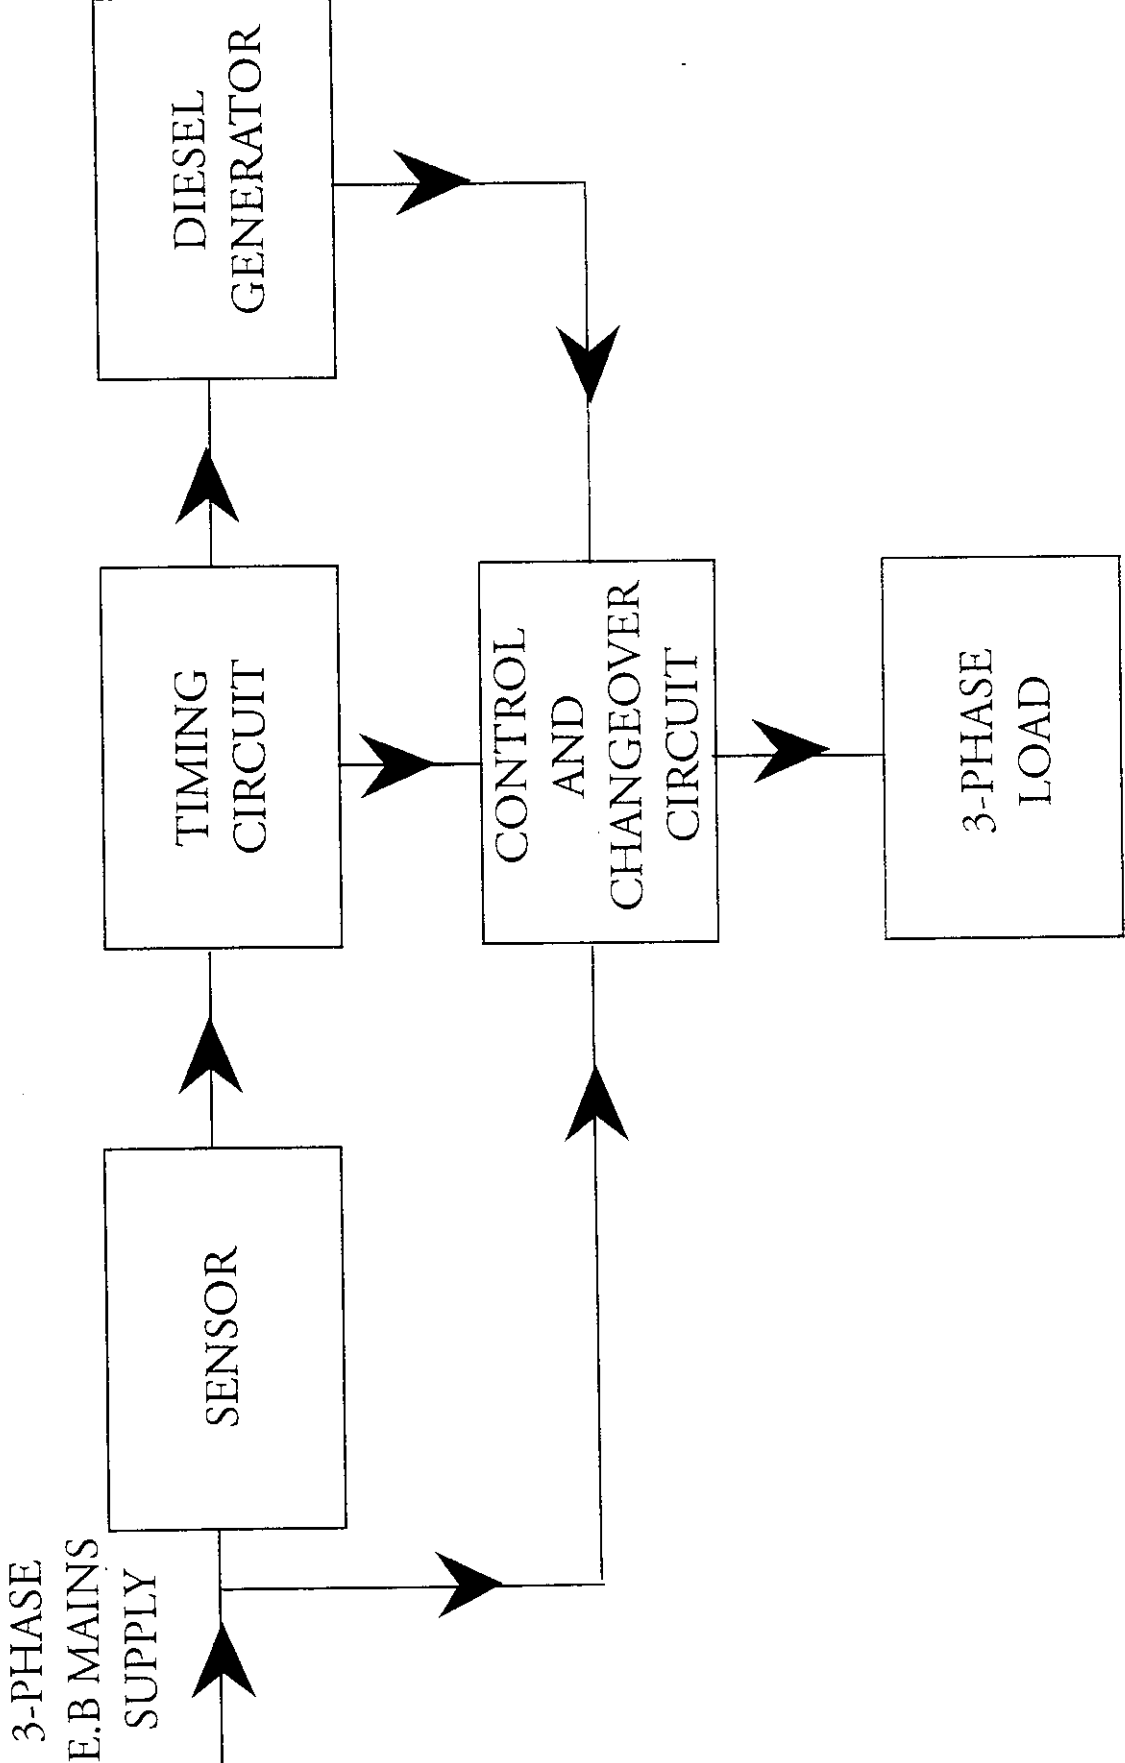 3-PHASE
E.B MAINS
SUPPLY
SENSOR
TIMING
CIRCUIT
DIESEL
GENERATOR
CONTROL
AND
CHANGEOVER
CIRCUIT
3-PHASE
LOAD